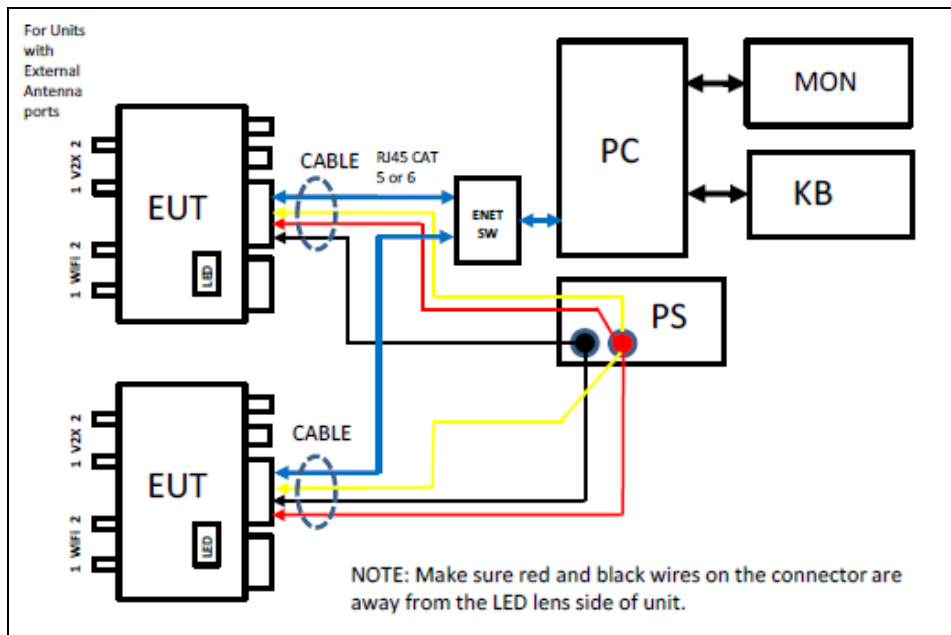 For Units
with
External
Antenna
ports
MON
PC
KB
CABLE
RJ45 CAT
5 or 6
1 V2X 2
EUT
ENET
SW
1 WIFI 2
LED
PS
CABLE
1 V2X 2
EUT
1 WIFI 2
LED
NOTE: Make sure red and black wires on the connector are
away from the LED lens side of unit.